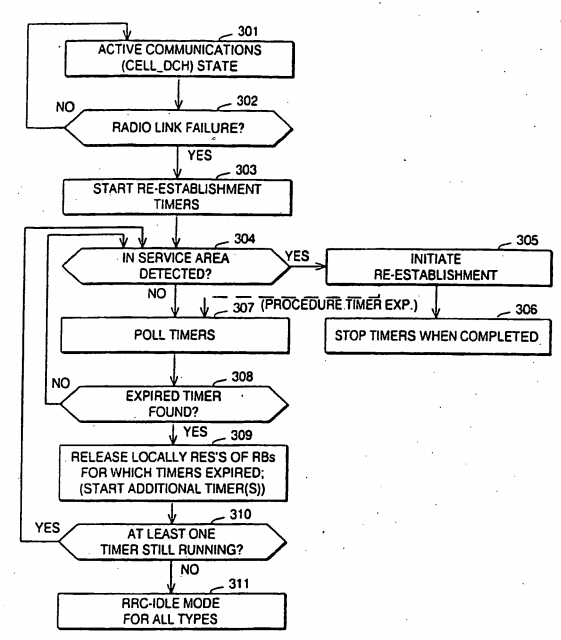 301
ACTIVE COMMUNICATIONS
(CELL_DCH) STATE
NO
302
RADIO LINK FAILURE?
YES
303
START RE-ESTABLISHMENT
TIMERS
304
IN SERVICE AREA
DETECTED?
YES
305
INITIATE
RE-ESTABLISHMENT
NO
307 (PROCEDURE TIMER EXP.)
306
POLL TIMERS
STOP TIMERS WHEN COMPLETED
NO
308
EXPIRED TIMER
FOUND?
YES
309
RELEASE LOCALLY RES'S OF RBs
FOR WHICH TIMERS EXPIRED;
(START ADDITIONAL TIMER(S))
310
YES
AT LEAST ONE
TIMER STILL RUNNING?
NO
311
RRC-IDLE MODE
FOR ALL TYPES